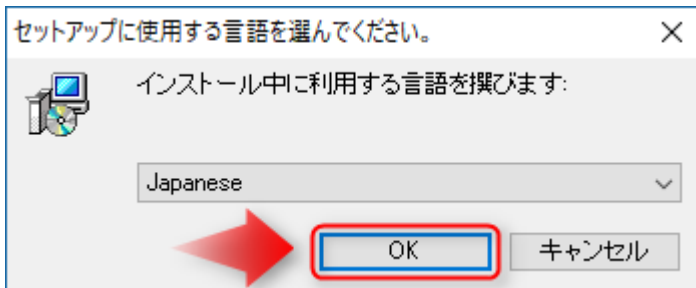 セットアップに使用する言語を選んでください。
インストール中に利用する言語を撰びます:
Japanese
OK キャンセル